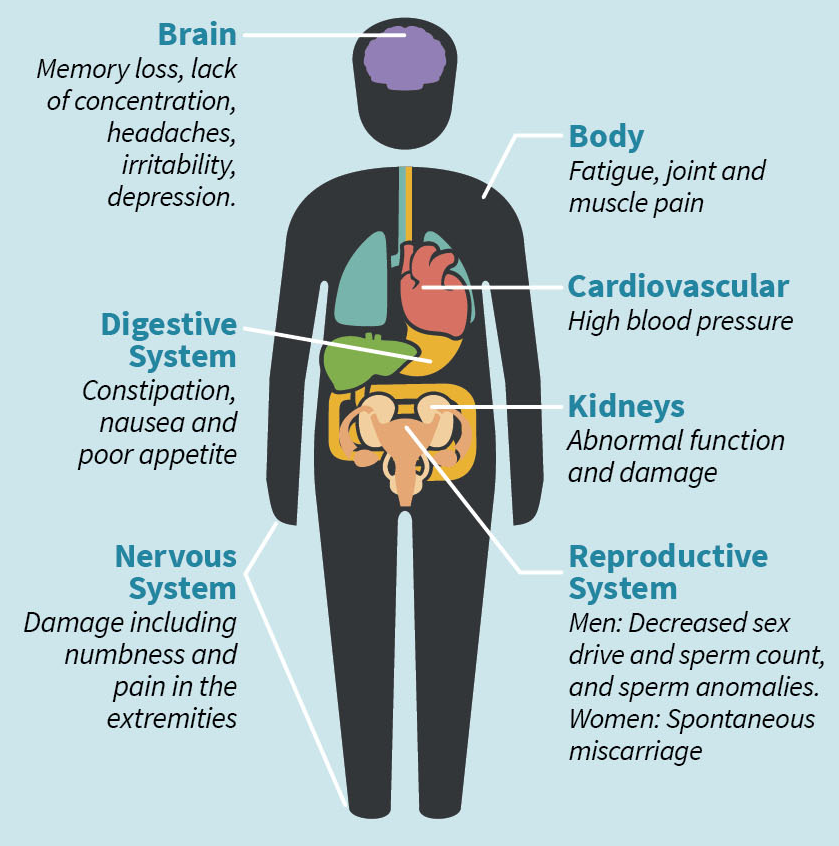 Brain
Memory loss, lack
of concentration,
headaches,
irritability,
depression.
Body
Fatigue, joint and
muscle pain
Cardiovascular
High blood pressure
Digestive
System
Constipation,
nausea and
poor appetite
Kidneys
Abnormal function
and damage
Nervous
System
Damage including
numbness and
pain in the
extremities
Reproductive
System
Men: Decreased sex
drive and sperm count,
and sperm anomalies.
Women: Spontaneous
miscarriage